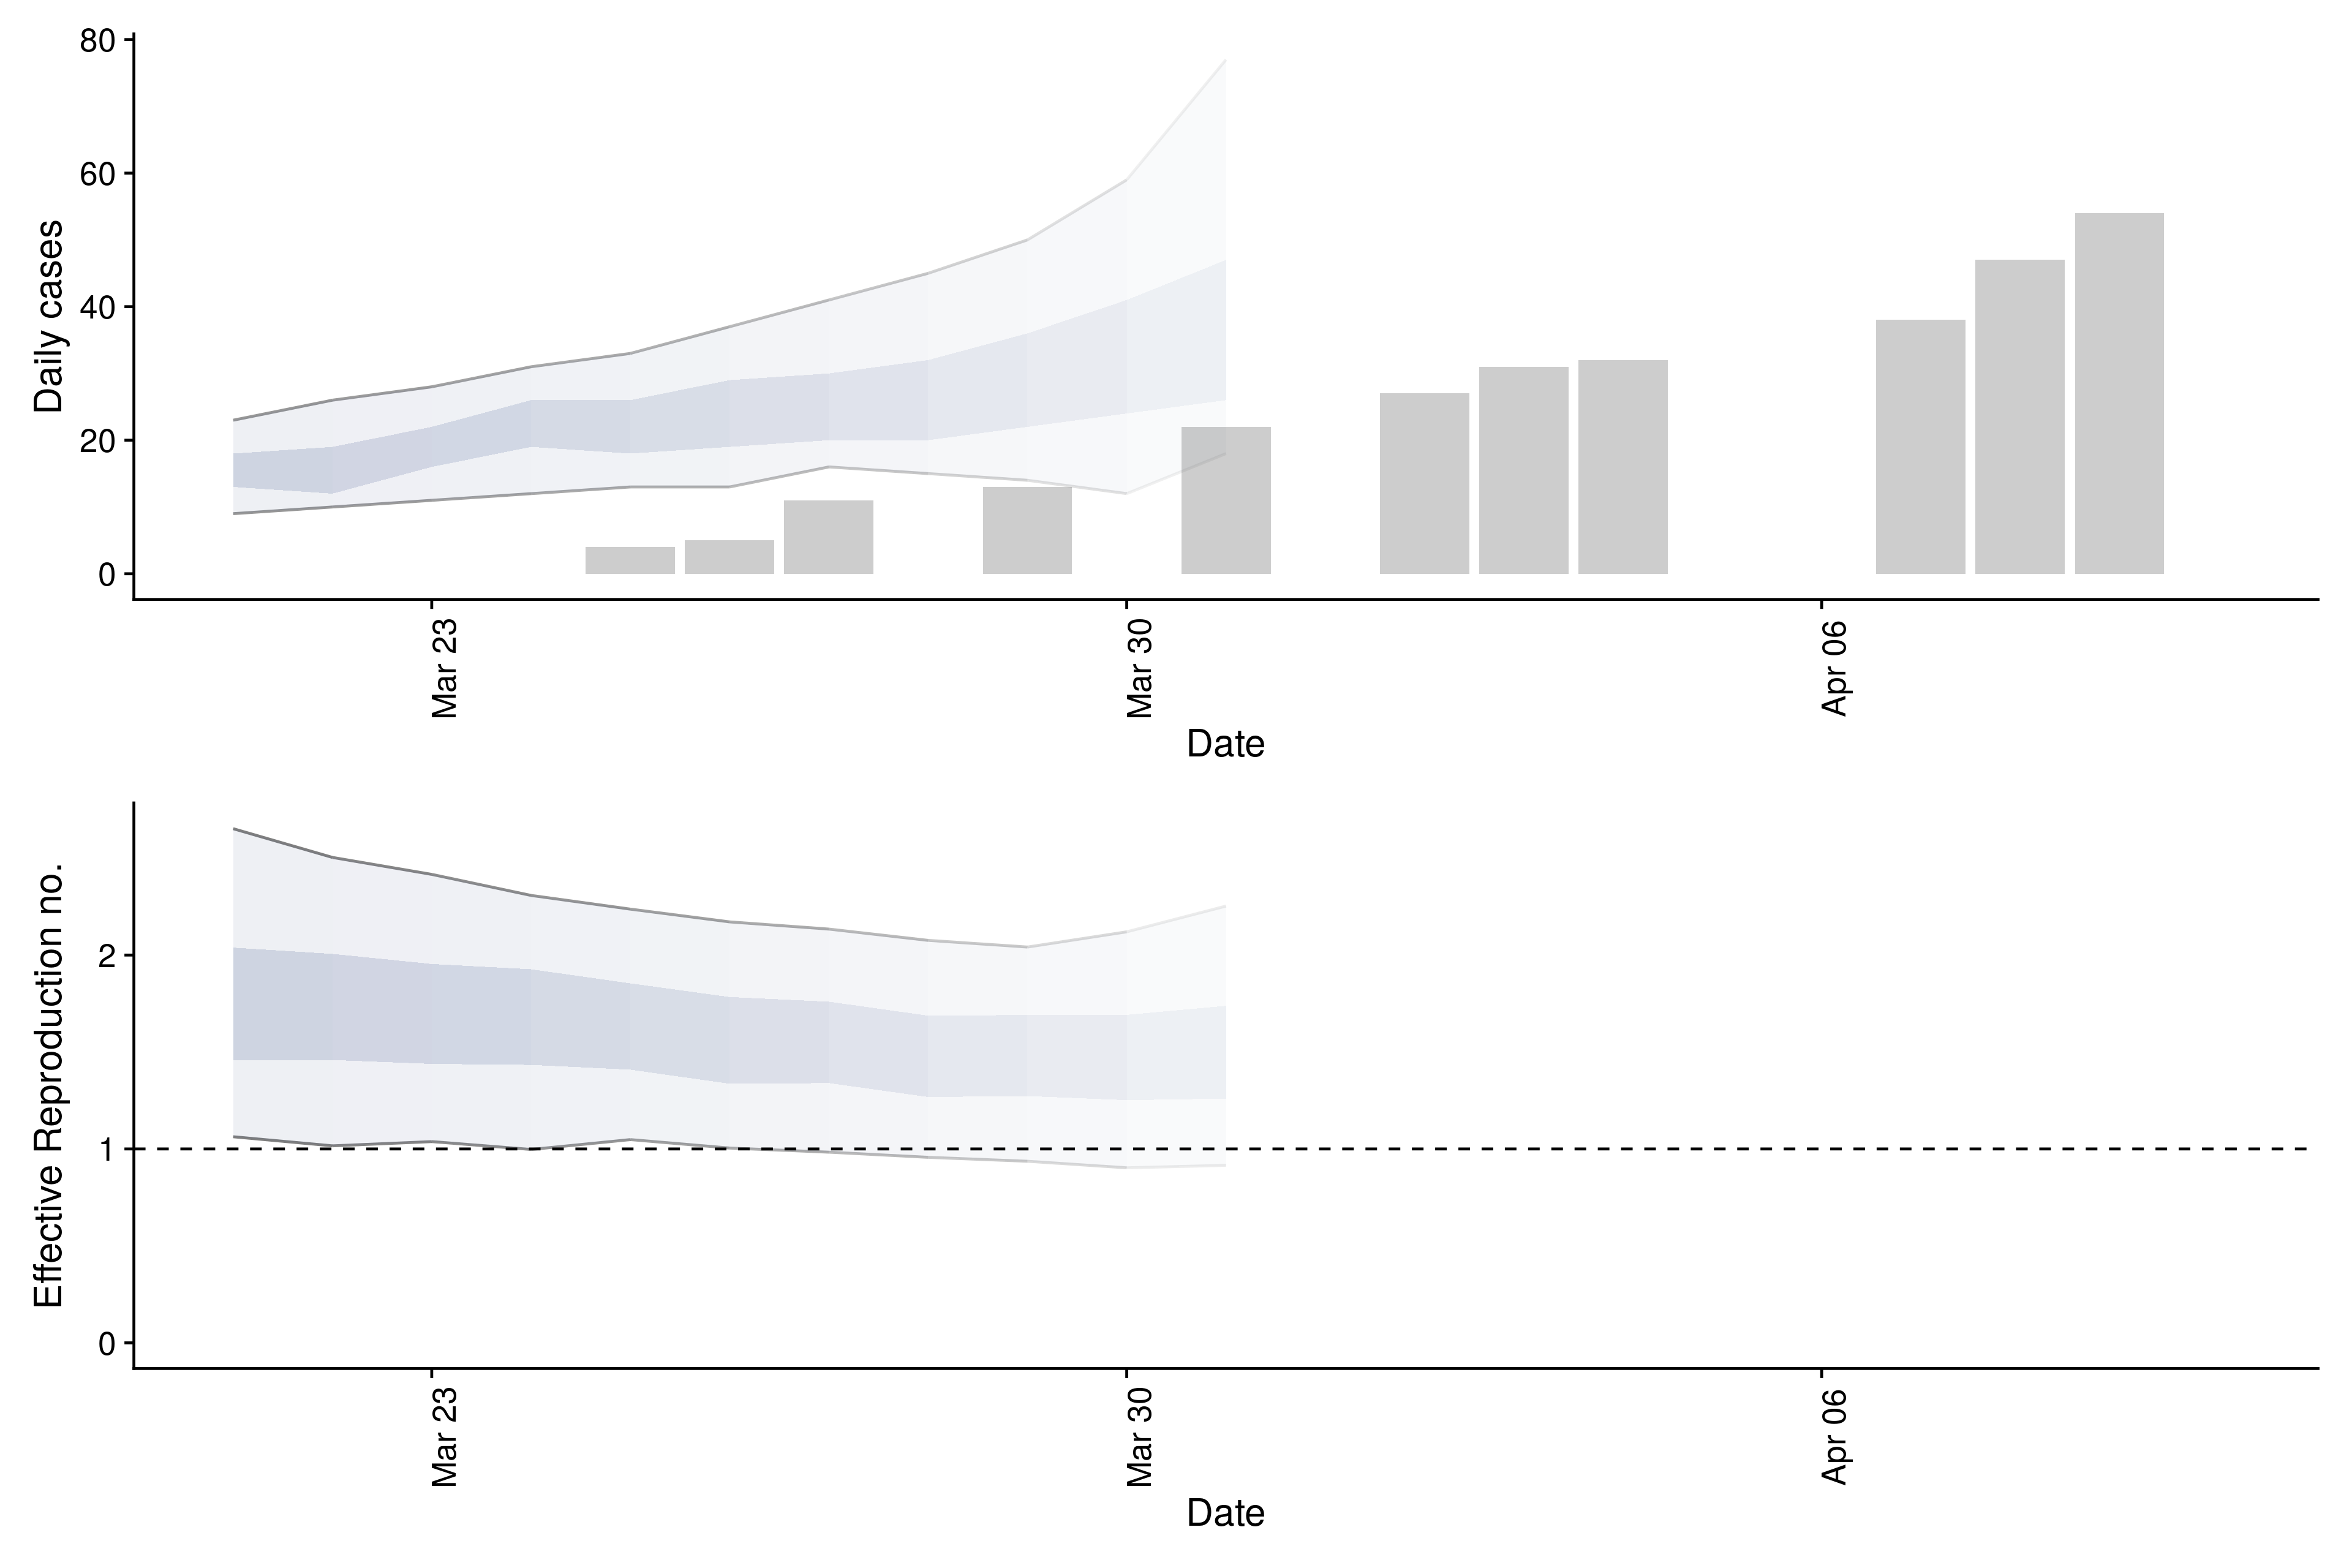 Daily cases
80
60
40
20
0
Mar 23
Mar 30
Apr 06
Date
Effective Reproduction no.
2
1
0
Mar 23
Mar 30
Apr 06
Date